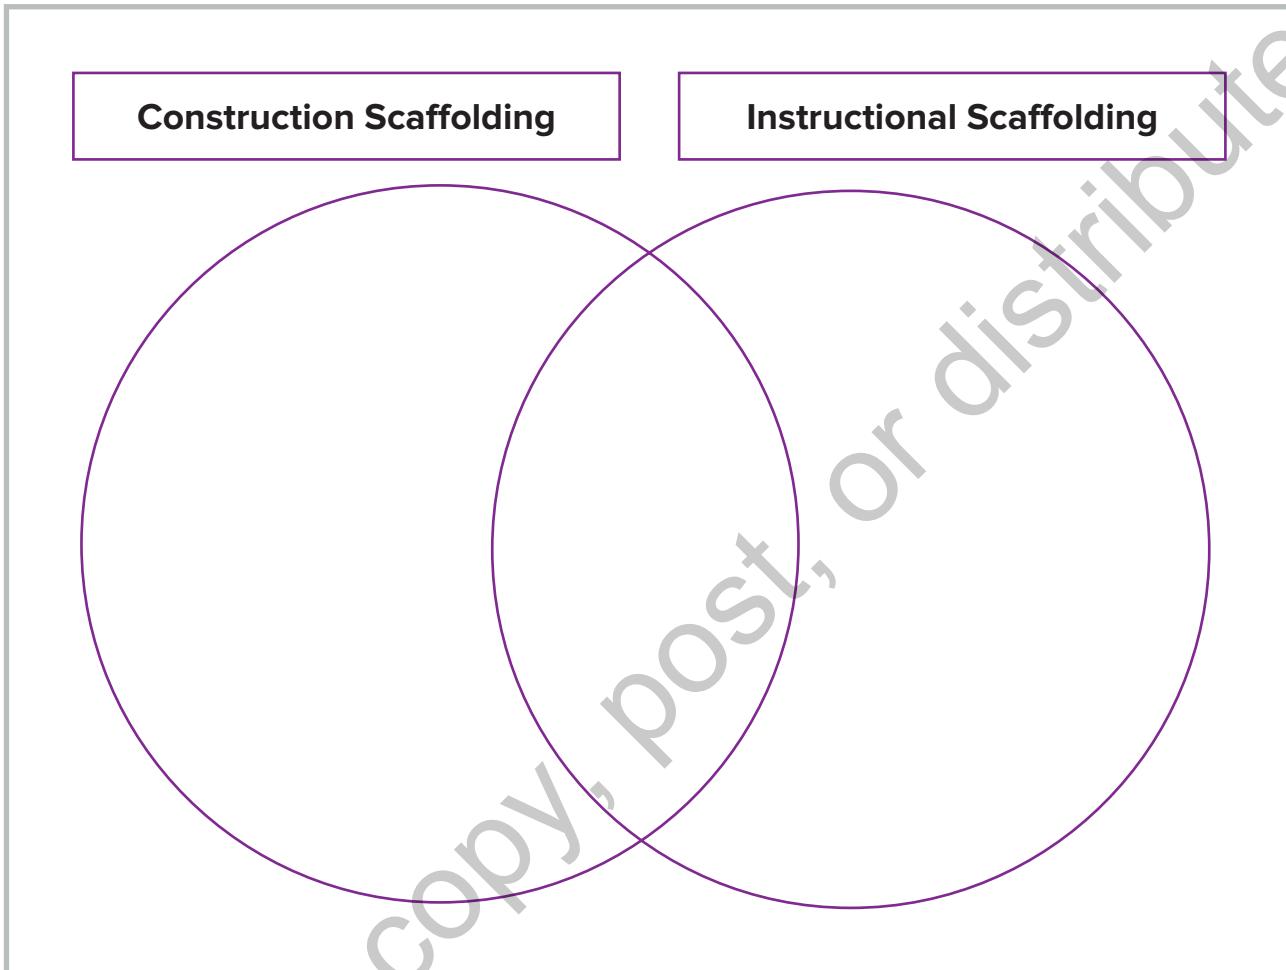 Construction Scaffolding
Instructional Scaffolding
copy, post, or distribute